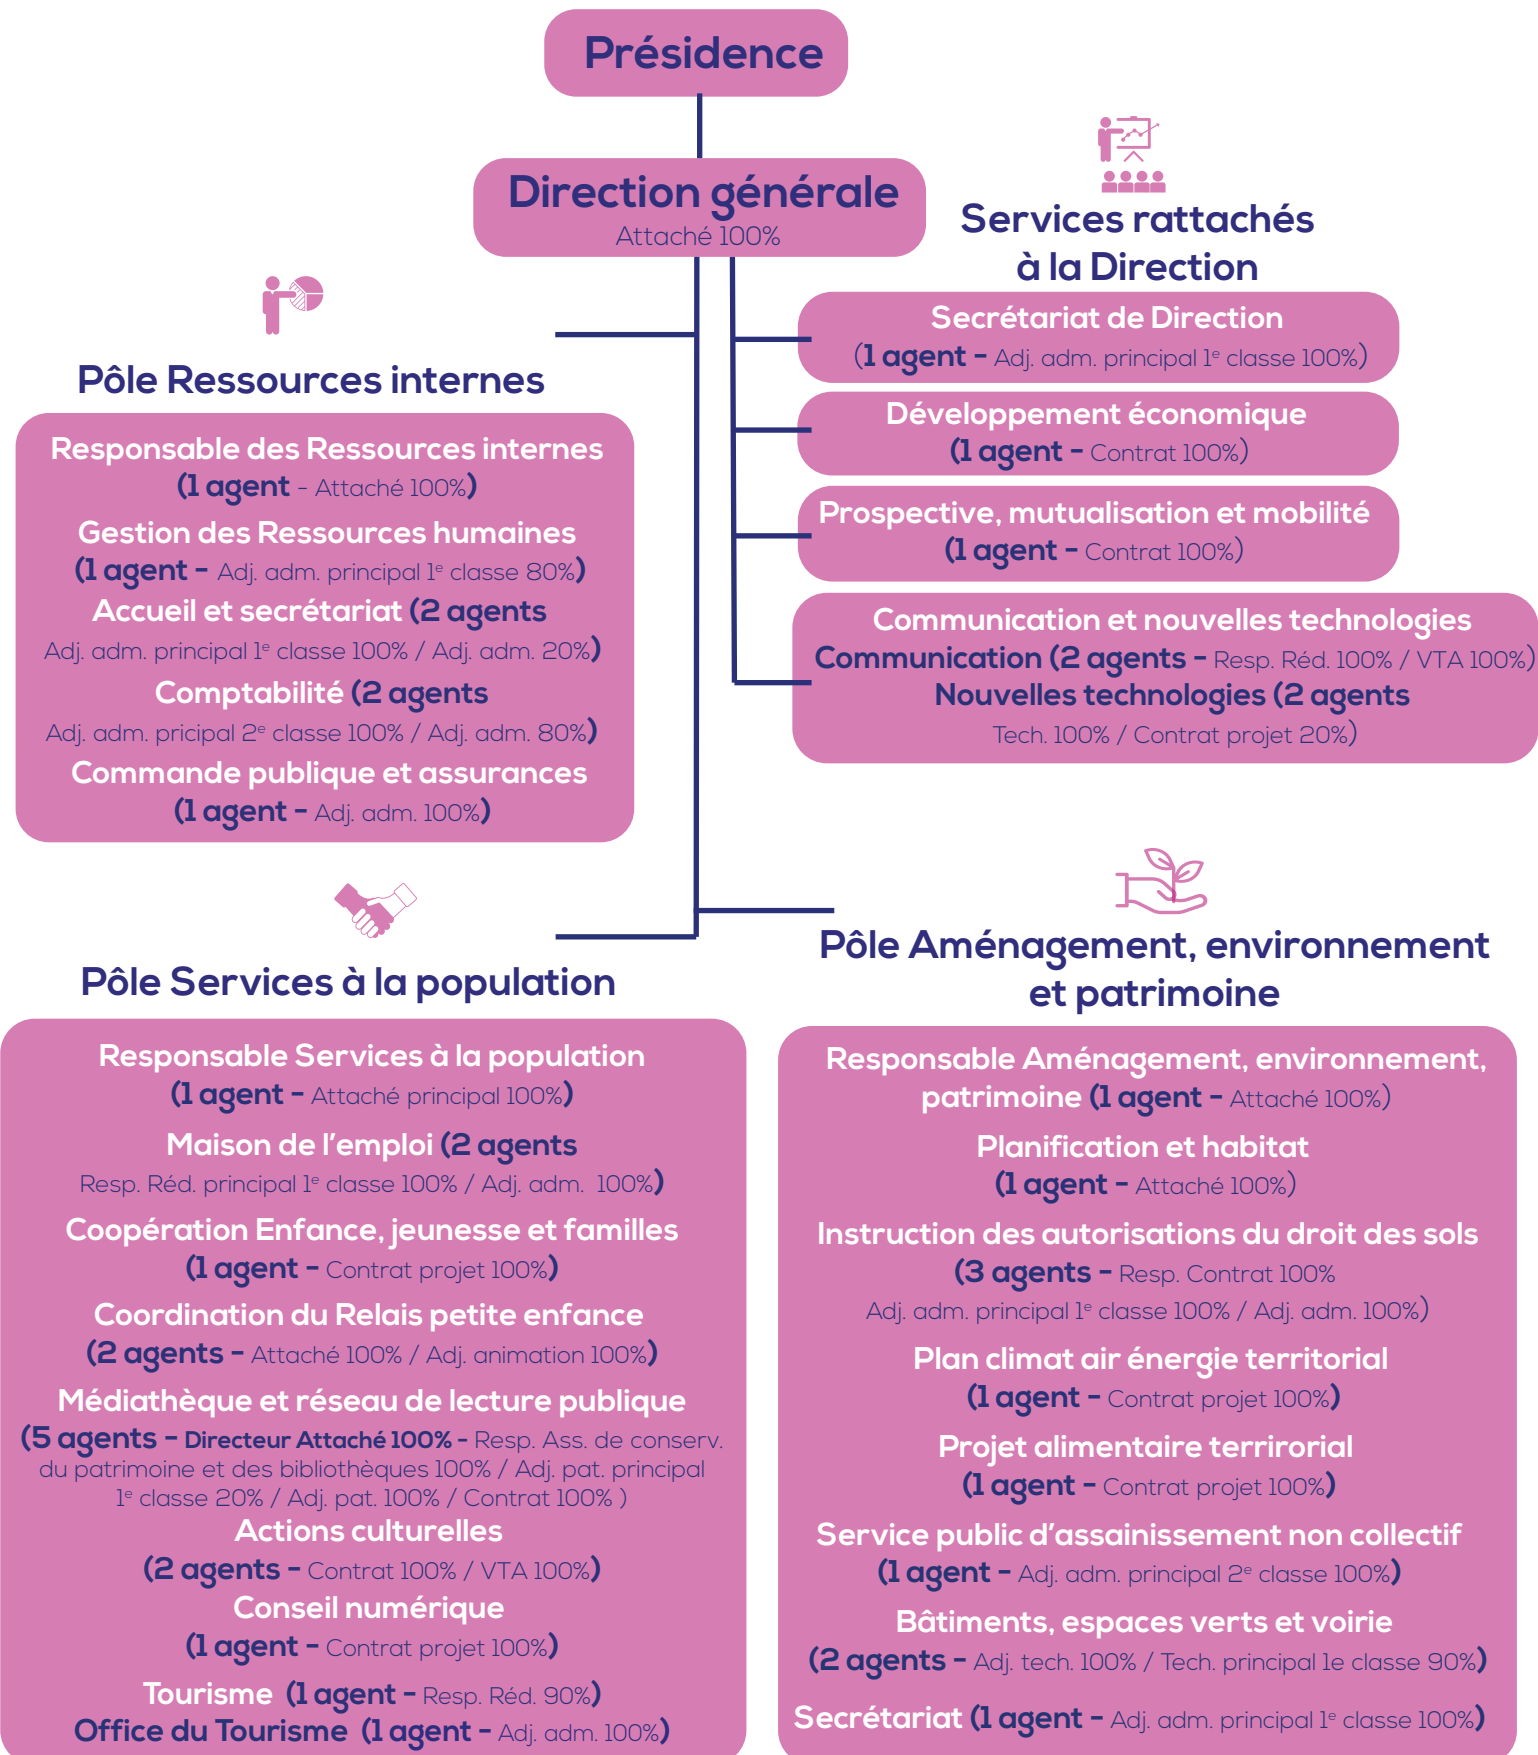 Présidence
Direction générale
Attaché 100%
Services rattachés
à la Direction
Secrétariat de Direction
(1 agent - Adj. adm. principal 1e classe 100%)
Développement économique
(1 agent - Contrat 100%)
Prospective, mutualisation et mobilité
(1 agent - Contrat 100%)
Communication et nouvelles technologies
Communication (2 agents - Resp. Réd. 100% / VTA 100%)
Nouvelles technologies (2 agents
Tech. 100% / Contrat projet 20%)
Pôle Ressources internes
Responsable des Ressources internes
(1 agent - Attaché 100%)
Gestion des Ressources humaines
(1 agent - Adj. adm. principal 1e classe 80%)
Accueil et secrétariat (2 agents
Adj. adm. principal 1e classe 100% / Adj. adm. 20%)
Comptabilité (2 agents
Adj. adm. pricipal 2e classe 100% / Adj. adm. 80%)
Commande publique et assurances
(1 agent - Adj. adm. 100%)
Pôle Services à la population
Responsable Services à la population
(1 agent - Attaché principal 100%)
Maison de l'emploi (2 agents
Resp. Réd. principal 1e classe 100% / Adj. adm. 100%)
Coopération Enfance, jeunesse et familles
(1 agent - Contrat projet 100%)
Coordination du Relais petite enfance
(2 agents - Attaché 100% / Adj. animation 100%)
Médiathèque et réseau de lecture publique
(5 agents - Directeur Attaché 100% - Resp. Ass. de conserv.
du patrimoine et des bibliothèques 100% / Adj. pat. principal
1e classe 20% / Adj. pat. 100% / Contrat 100% )
Actions culturelles
(2 agents - Contrat 100% / VTA 100%)
Conseil numérique
(1 agent - Contrat projet 100%)
Tourisme (1 agent - Resp. Réd. 90%)
Office du Tourisme (1 agent - Adj. adm. 100%)
Pôle Aménagement, environnement
et patrimoine
Responsable Aménagement, environnement,
patrimoine (1 agent - Attaché 100%)
Planification et habitat
(1 agent - Attaché 100%)
Instruction des autorisations du droit des sols
(3 agents - Resp. Contrat 100%
Adj. adm. principal 1e classe 100% / Adj. adm. 100%)
Plan climat air énergie territorial
(1 agent - Contrat projet 100%)
Projet alimentaire terrirorial
(1 agent - Contrat projet 100%)
Service public d'assainissement non collectif
(1 agent - Adj. adm. principal 2e classe 100%)
Bâtiments, espaces verts et voirie
(2 agents - Adj. tech. 100% / Tech. principal 1e classe 90%)
Secrétariat (1 agent - Adj. adm. principal 1e classe 100%)